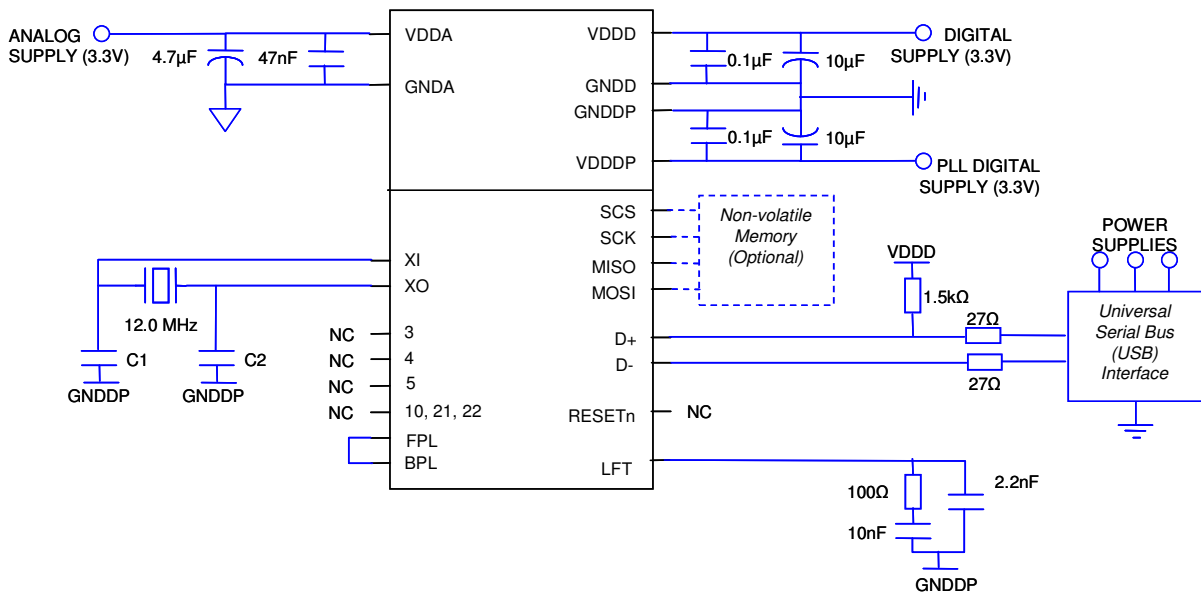 ANALOG
SUPPLY (3.3V)
4.7µF
47nF
VDDA
GNDA
VDDD
GNDD
GNDDP
VDDDP
0.1µF
10µF
DIGITAL
SUPPLY (3.3V)
0.1µF
10µF
PLL DIGITAL
SUPPLY (3.3V)
SCS
SCK
MISO
MOSI
Non-volatile
Memory
(Optional)
POWER
SUPPLIES
VDDD
1.5kΩ
27Ω
27Ω
Universal
Serial Bus
(USB)
Interface
XI
XO
12.0 MHz
C1
C2
GNDDP
GNDDP
NC
3
NC
4
NC
5
NC
10, 21, 22
FPL
BPL
D+
D-
RESETn
NC
LFT
100Ω
10nF
2.2nF
GNDDP